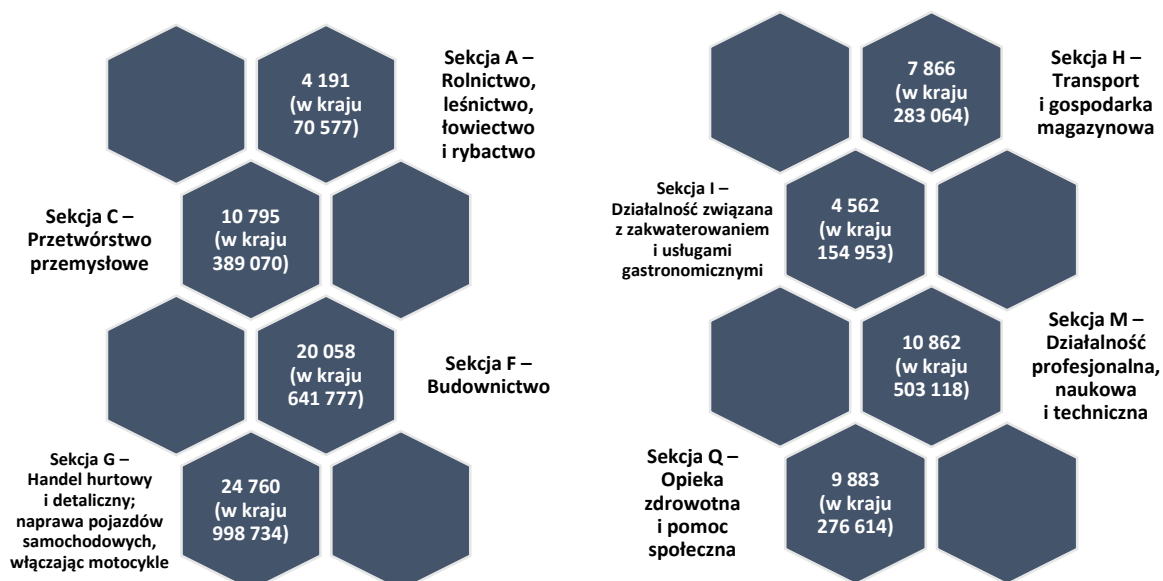 Sekcja A –
Rolnictwo,
leśnictwo,
łowiectwo
i rybactwo
4 191
(w kraju
70 577)
Sekcja C –
Przetwórstwo
przemysłowe
10 795
(w kraju
389 070)
20 058
(w kraju
641 777)
Sekcja F –
Budownictwo
Sekcja G –
Handel hurtowy
i detaliczny;
naprawa pojazdów
samochodowych,
włączając motocykle
24 760
(w kraju
998 734)
7 866
(w kraju
283 064)
Sekcja H –
Transport
i gospodarka
magazynowa
Sekcja I –
Działalność związana
z zakwaterowaniem
i usługami
gastronomicznymi
4 562
(w kraju
154 953)
10 862
(w kraju
503 118)
Sekcja M –
Działalność
profesjonalna,
naukowa
i techniczna
Sekcja Q –
Opieka
zdrowotna
i pomoc
społeczna
9 883
(w kraju
276 614)